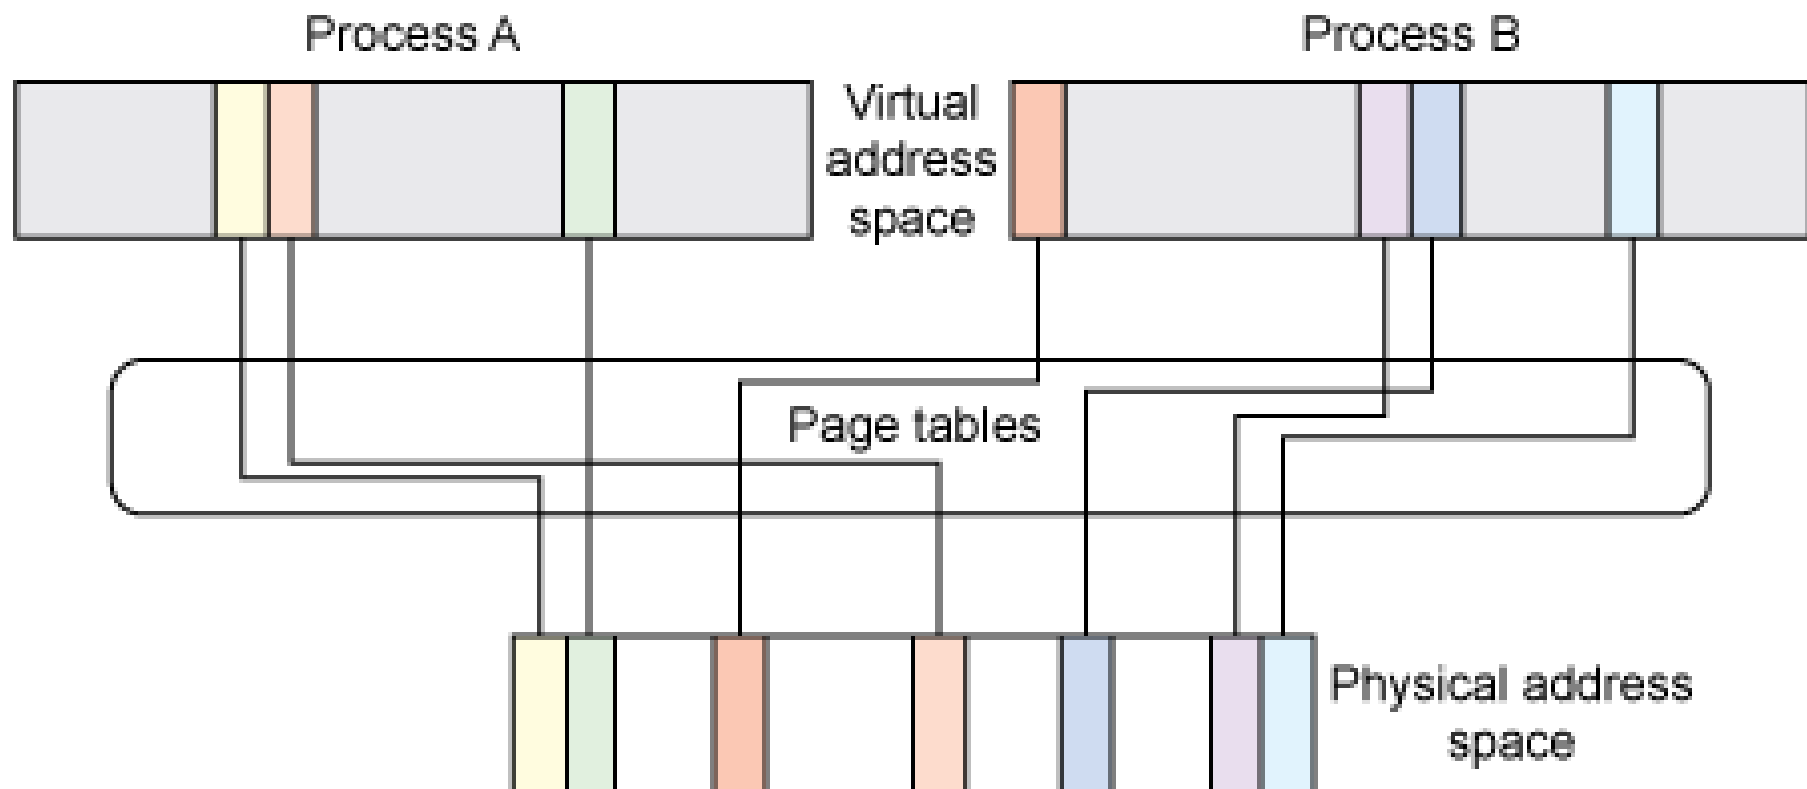 Process A
Process B
Virtual
address
space
Page tables
Physical address
space